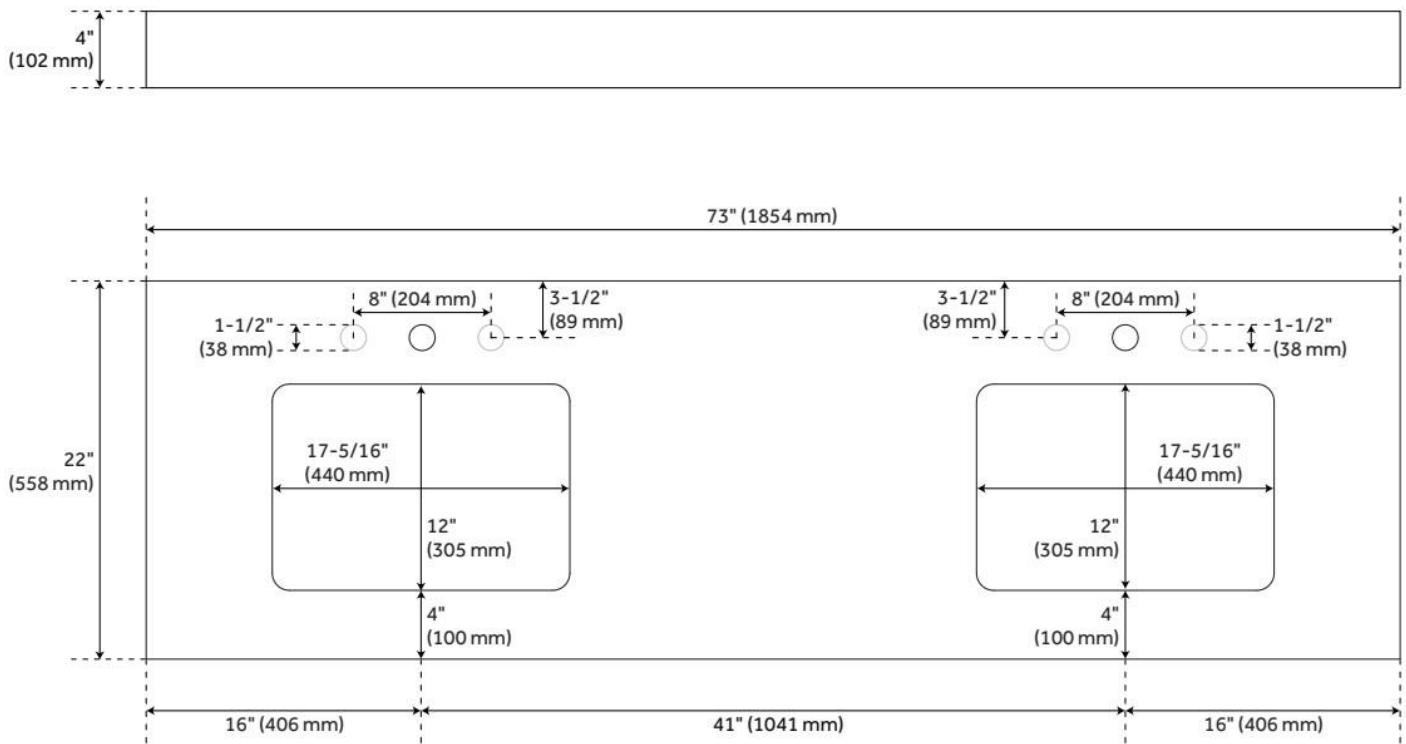 4"
(102 mm)
73" (1854 mm)
8" (204 mm)
3-1/2"
(89 mm)
3-1/2"
(89 mm)
8" (204 mm)
1-1/2"
(38 mm)
1-1/2"
(38 mm)
17-5/16"
(440 mm)
17-5/16"
(440 mm)
22"
(558 mm)
12"
(305 mm)
12"
(305 mm)
4"
(100 mm)
4"
(100 mm)
16" (406 mm)
41" (1041 mm)
16" (406 mm)